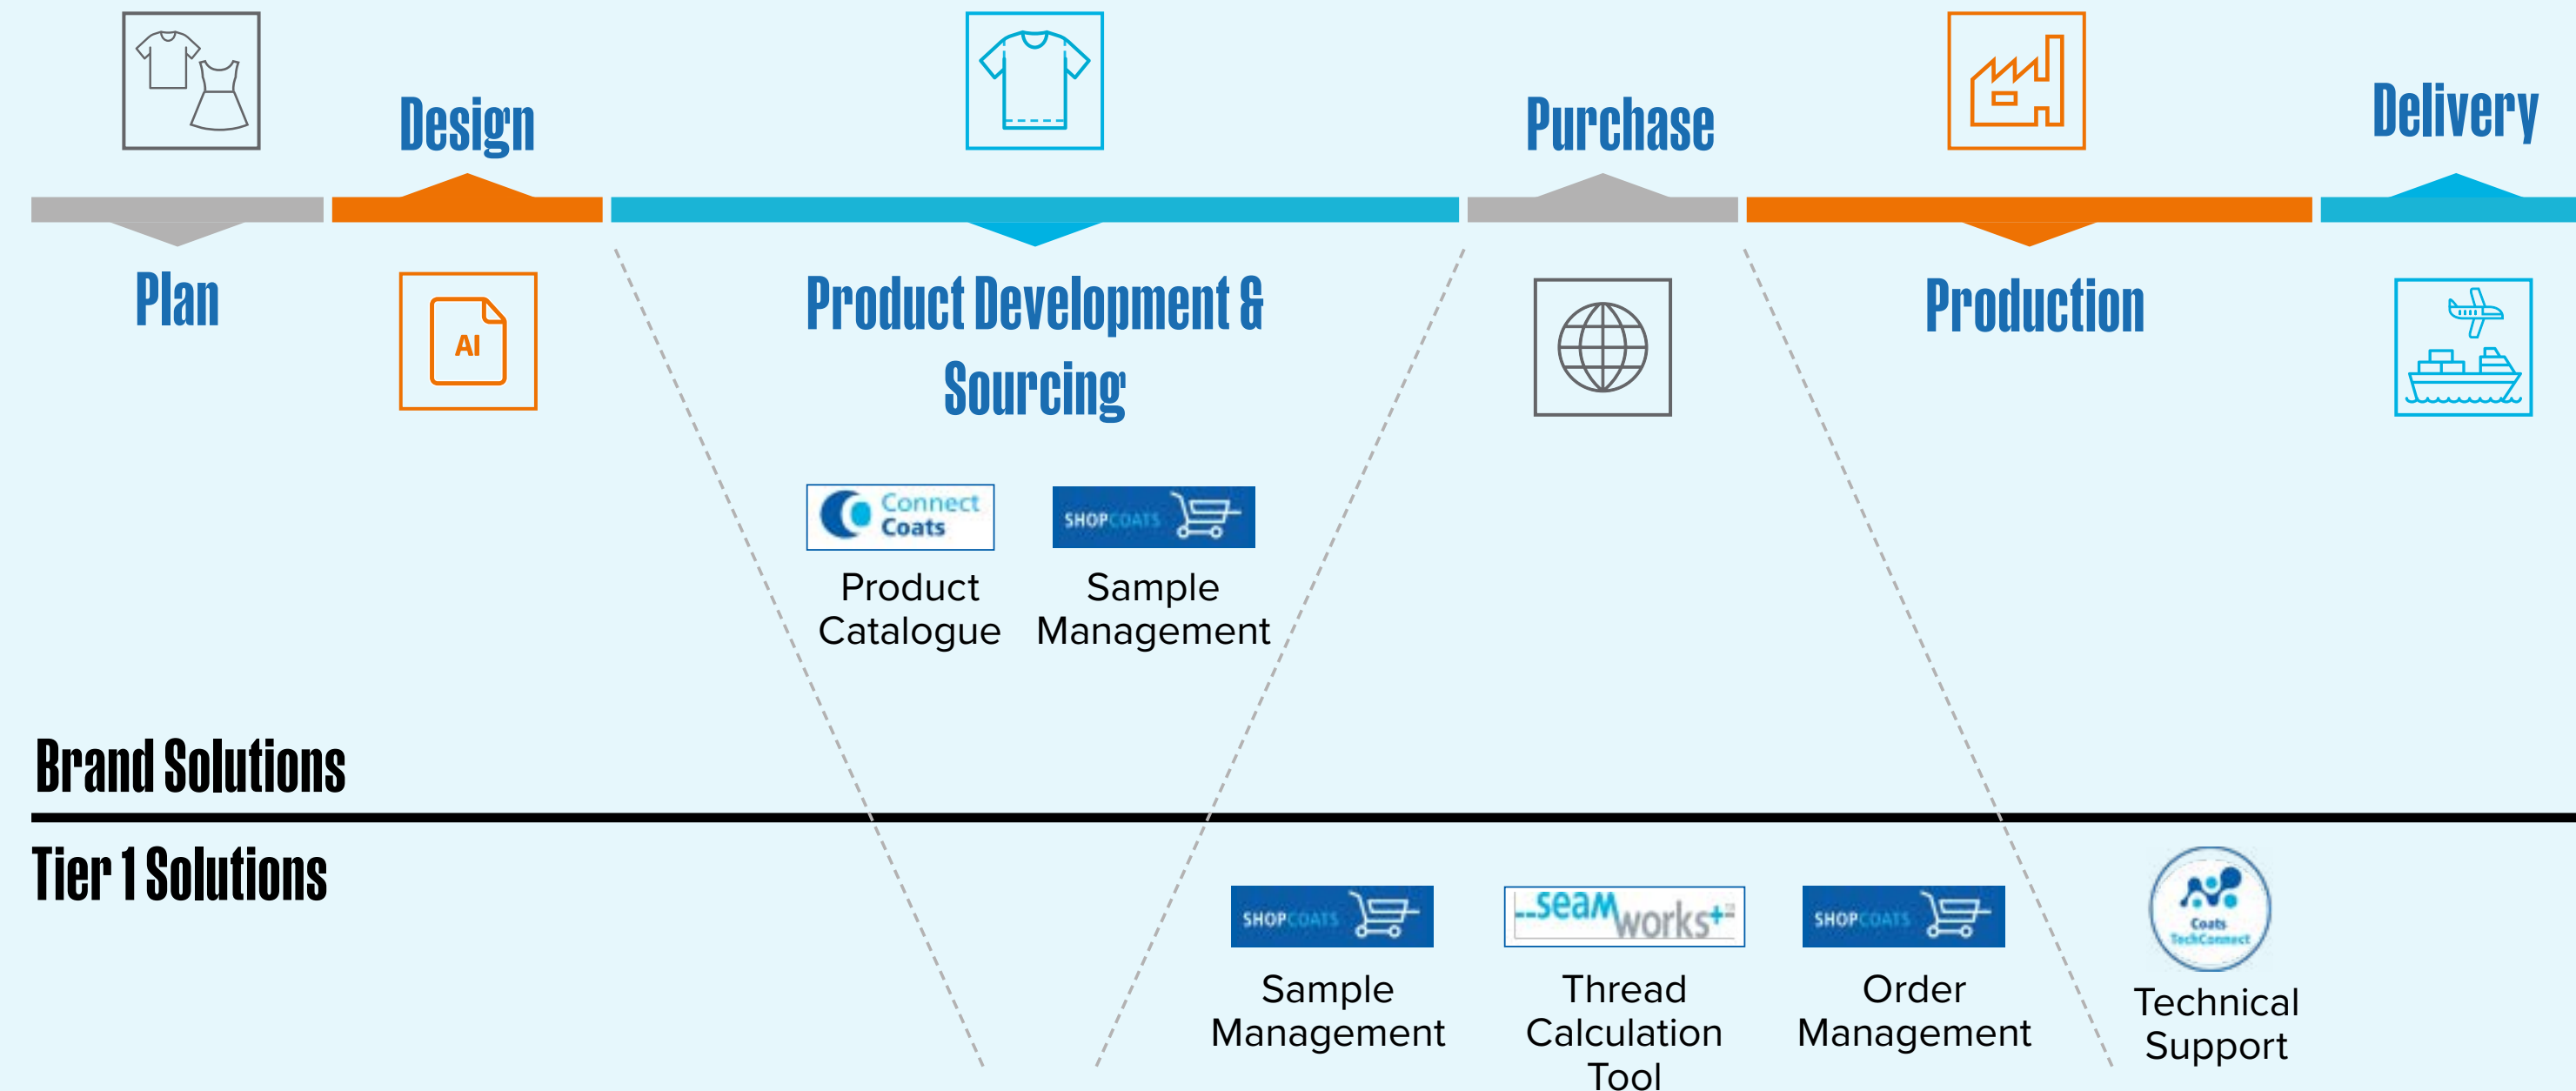 Design
Purchase
Delivery
Plan
AI
Product Development &
Sourcing
Production
Connect
Coats
SHOPCOATS
Product
Catalogue
Sample
Management
Brand Solutions
Tier 1 Solutions
SHOPCOATS
seamworks+
SHOPCOATS
Coats
TechConnect
Sample
Management
Thread
Calculation
Tool
Order
Management
Technical
Support